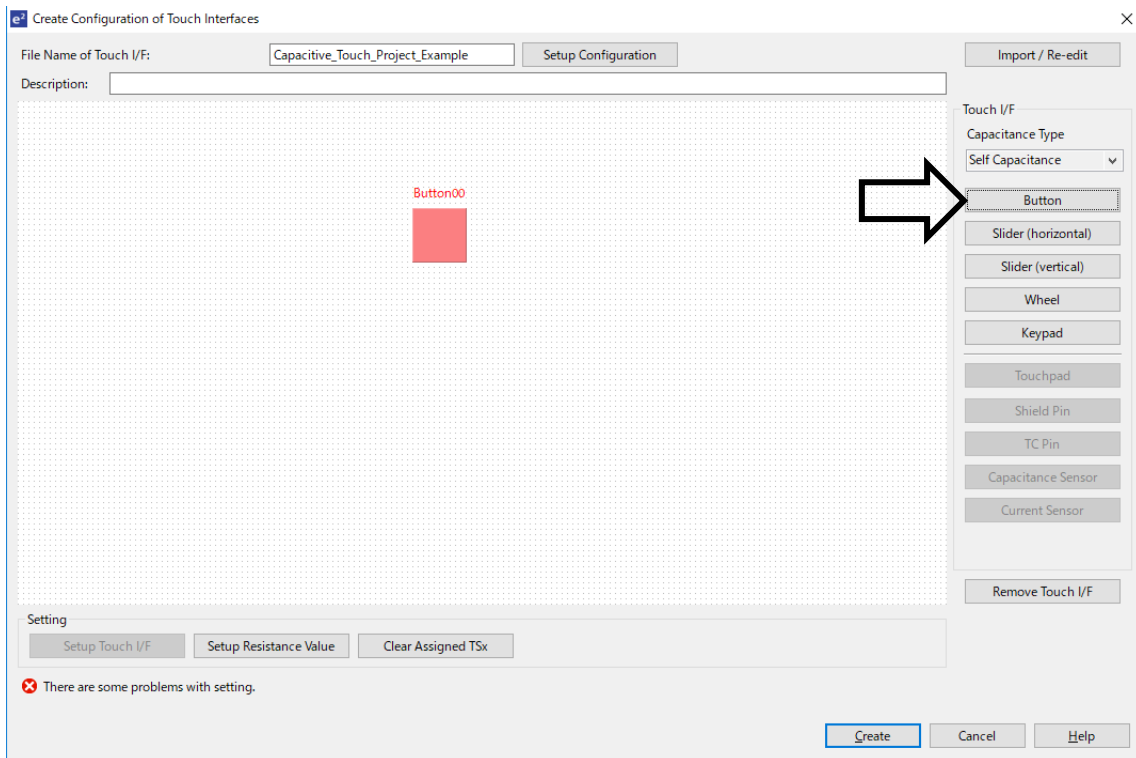 e² Create Configuration of Touch Interfaces
File Name of Touch I/F: Capacitive_Touch_Project_Example Setup Configuration Import / Re-edit
Description:
Touch I/F
Capacitance Type
Self Capacitance
Button00
Button
Slider (horizontal)
Slider (vertical)
Wheel
Keypad
Touchpad
Shield Pin
TC Pin
Capacitance Sensor
Current Sensor
Remove Touch I/F
Setting
Setup Touch I/F Setup Resistance Value Clear Assigned TSx
There are some problems with setting.
Create Cancel Help